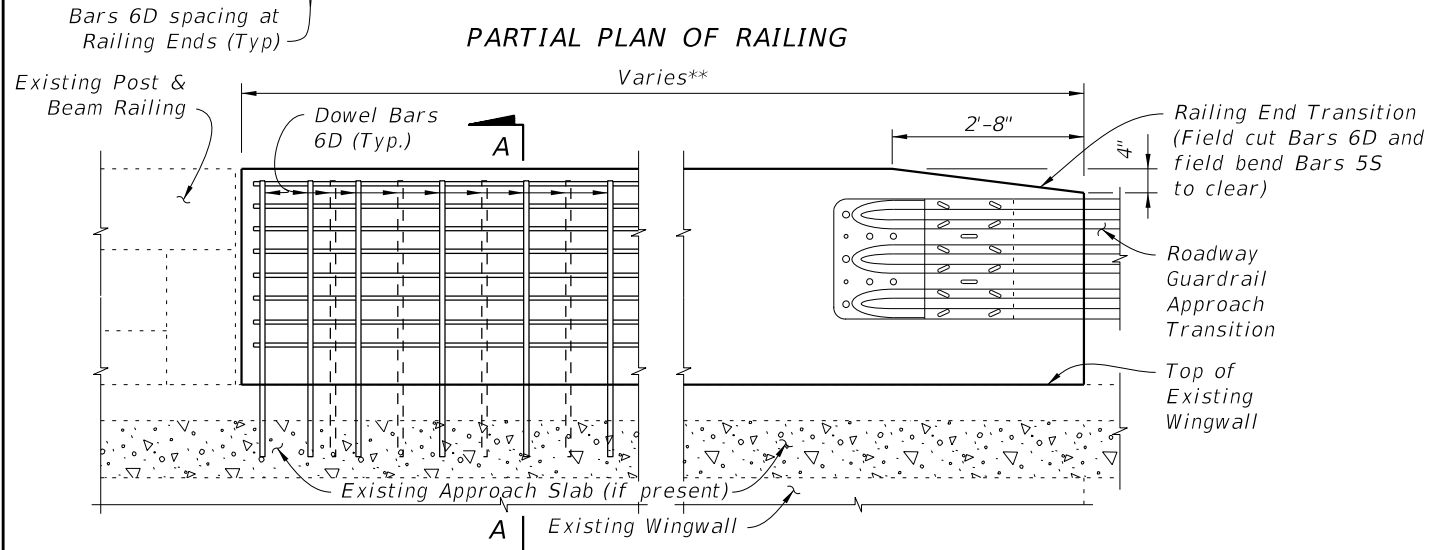 Bars 6D spacing at
Railing Ends (Typ)
PARTIAL PLAN OF RAILING
Existing Post &
Beam Railing
Varies**
Dowel Bars
6D (Typ.)
A
2'-8"
4"
Railing End Transition
(Field cut Bars 6D and
field bend Bars 5S
to clear)
Roadway
Guardrail
Approach
Transition
Top of
Existing
Wingwall
Existing Approach Slab (if present)
A
Existing Wingwall